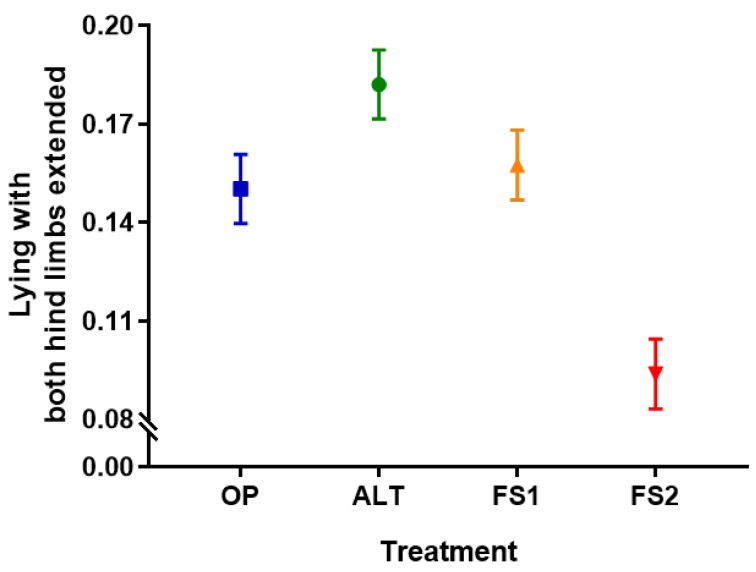 0.20
0.17
0.14
0.11
0.08
0.00
Lying with
both hind limbs extended
OP ALT FS1 FS2
Treatment